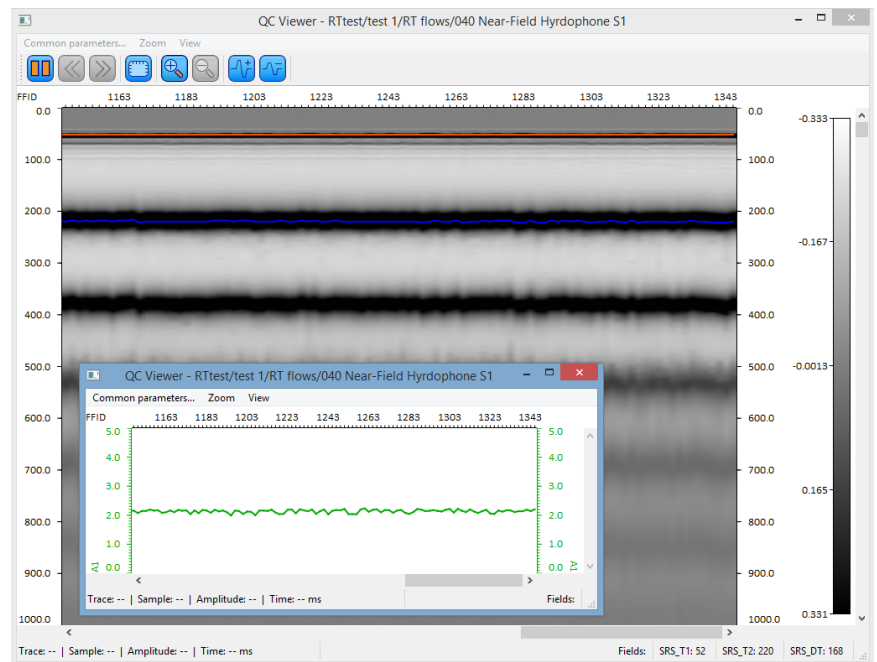 QC Viewer - RTtest/test 1/RT flows/040 Near-Field Hyrdophone S1
Common parameters... Zoom View
FFID 1163 1183 1203 1223 1243 1263 1283 1303 1323 1343
0.0 0.0
-0.333
100.0 100.0
200.0 200.0
-0.167
300.0 300.0
400.0 400.0
500.0 500.0
-0.0013
600.0 600.0
700.0 700.0
0.165
800.0 800.0
900.0 900.0
1000.0 1000.0
0.331
QC Viewer - RTtest/test 1/RT flows/040 Near-Field Hyrdophone S1
Common parameters... Zoom View
FFID 1163 1183 1203 1223 1243 1263 1283 1303 1323 1343
5.0 5.0
4.0 4.0
3.0 3.0
2.0 2.0
1.0 1.0
A1 0.0 0.0 A1
Trace: -- | Sample: -- | Amplitude: -- | Time: -- ms Fields:
Trace: -- | Sample: -- | Amplitude: -- | Time: -- ms Fields: SRS_T1: 52 SRS_T2: 220 SRS_DT: 168